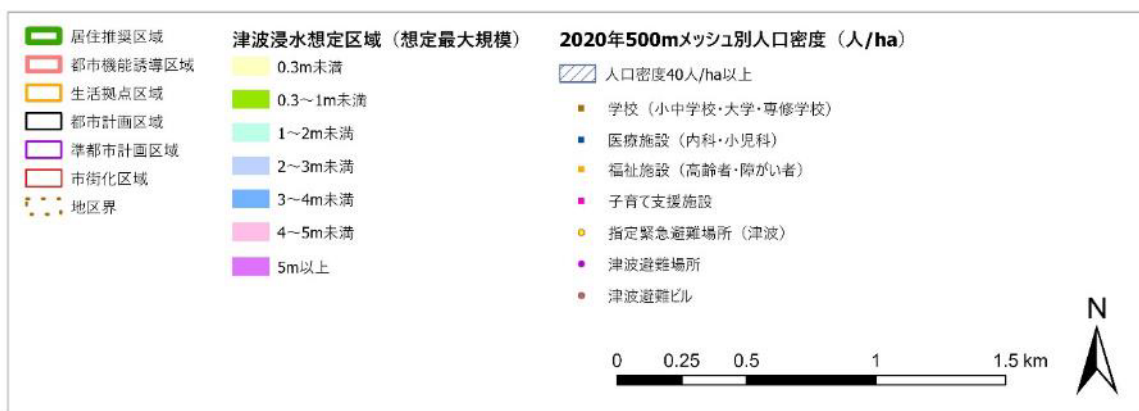 居住推奨区域
都市機能誘導区域
生活拠点区域
都市計画区域
準都市計画区域
市街化区域
地区界
津波浸水想定区域（想定最大規模）
0.3m未満
0.3～1m未満
1～2m未満
2～3m未満
3～4m未満
4～5m未満
5m以上
2020年500mメッシュ別人口密度（人/ha）
人口密度40人/ha以上
学校（小中学校・大学・専修学校）
医療施設（内科・小児科）
福祉施設（高齢者・障がい者）
子育て支援施設
指定緊急避難場所（津波）
津波避難場所
津波避難ビル
N
0 0.25 0.5 1 1.5 km